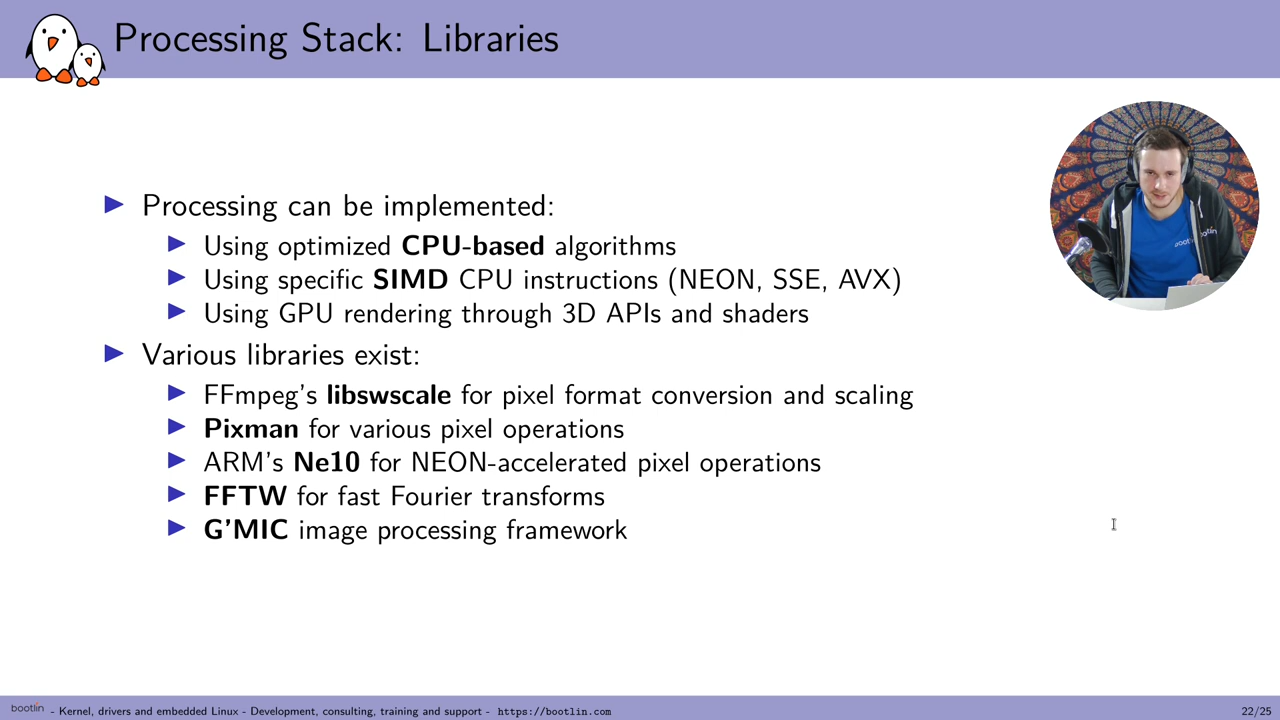 Processing Stack: Libraries
Processing can be implemented:
Using optimized CPU-based algorithms
Using specific SIMD CPU instructions (NEON, SSE, AVX)
Using GPU rendering through 3D APIs and shaders
Various libraries exist:
FFmpeg's libswscale for pixel format conversion and scaling
Pixman for various pixel operations
ARM's Ne10 for NEON-accelerated pixel operations
FFTW for fast Fourier transforms
G'MIC image processing framework
bootlin
bootlin - Kernel, drivers and embedded Linux - Development, consulting, training and support - https://bootlin.com
22/25